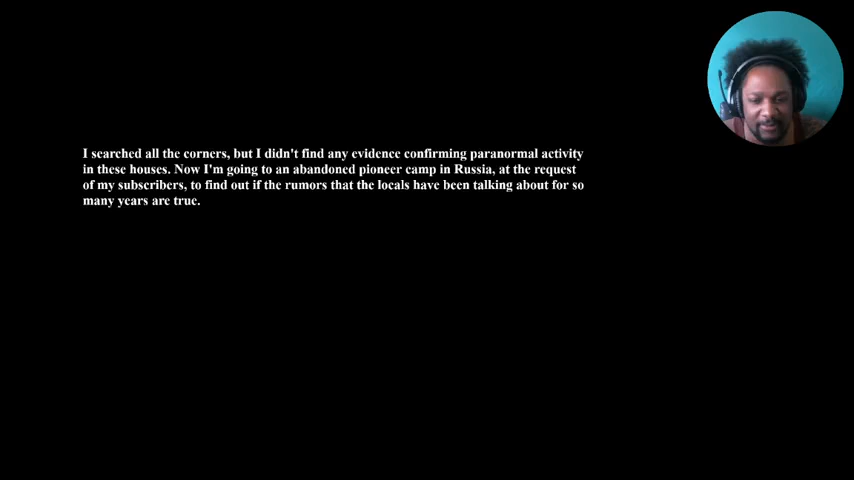 I searched all the corners, but I didn't find any evidence confirming paranormal activity
in these houses. Now I'm going to an abandoned pioneer camp in Russia, at the request
of my subscribers, to find out if the rumors that the locals have been talking about for so
many years are true.